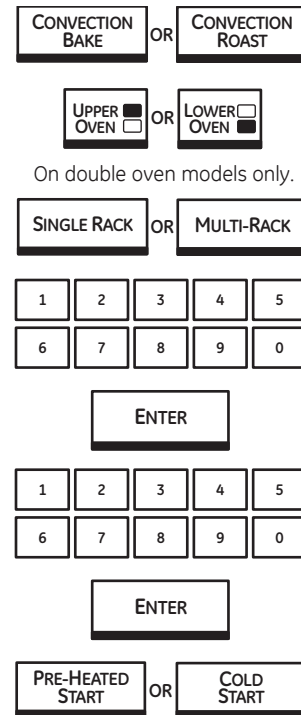 CONVECTION BAKE OR CONVECTION ROAST
UPPER OVEN OR LOWER OVEN
On double oven models only.
SINGLE RACK OR MULTI-RACK
1 2 3 4 5
6 7 8 9 0
ENTER
1 2 3 4 5
6 7 8 9 0
ENTER
PRE-HEATED START OR COLD START